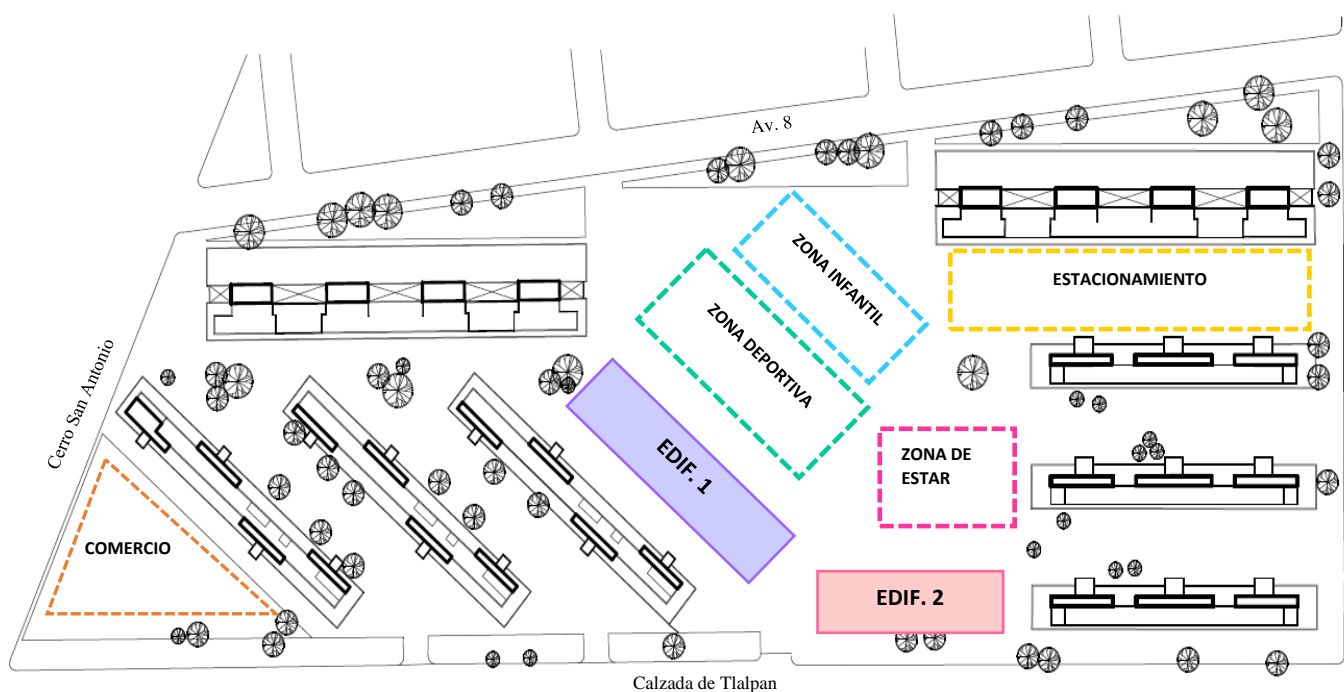 Av. 8
ZONA INFANTIL
ESTACIONAMIENTO
ZONA DEPORTIVA
Cerro San Antonio
EDIF. 1
ZONA DE
ESTAR
COMERCIO
EDIF. 2
Calzada de Tlalpan